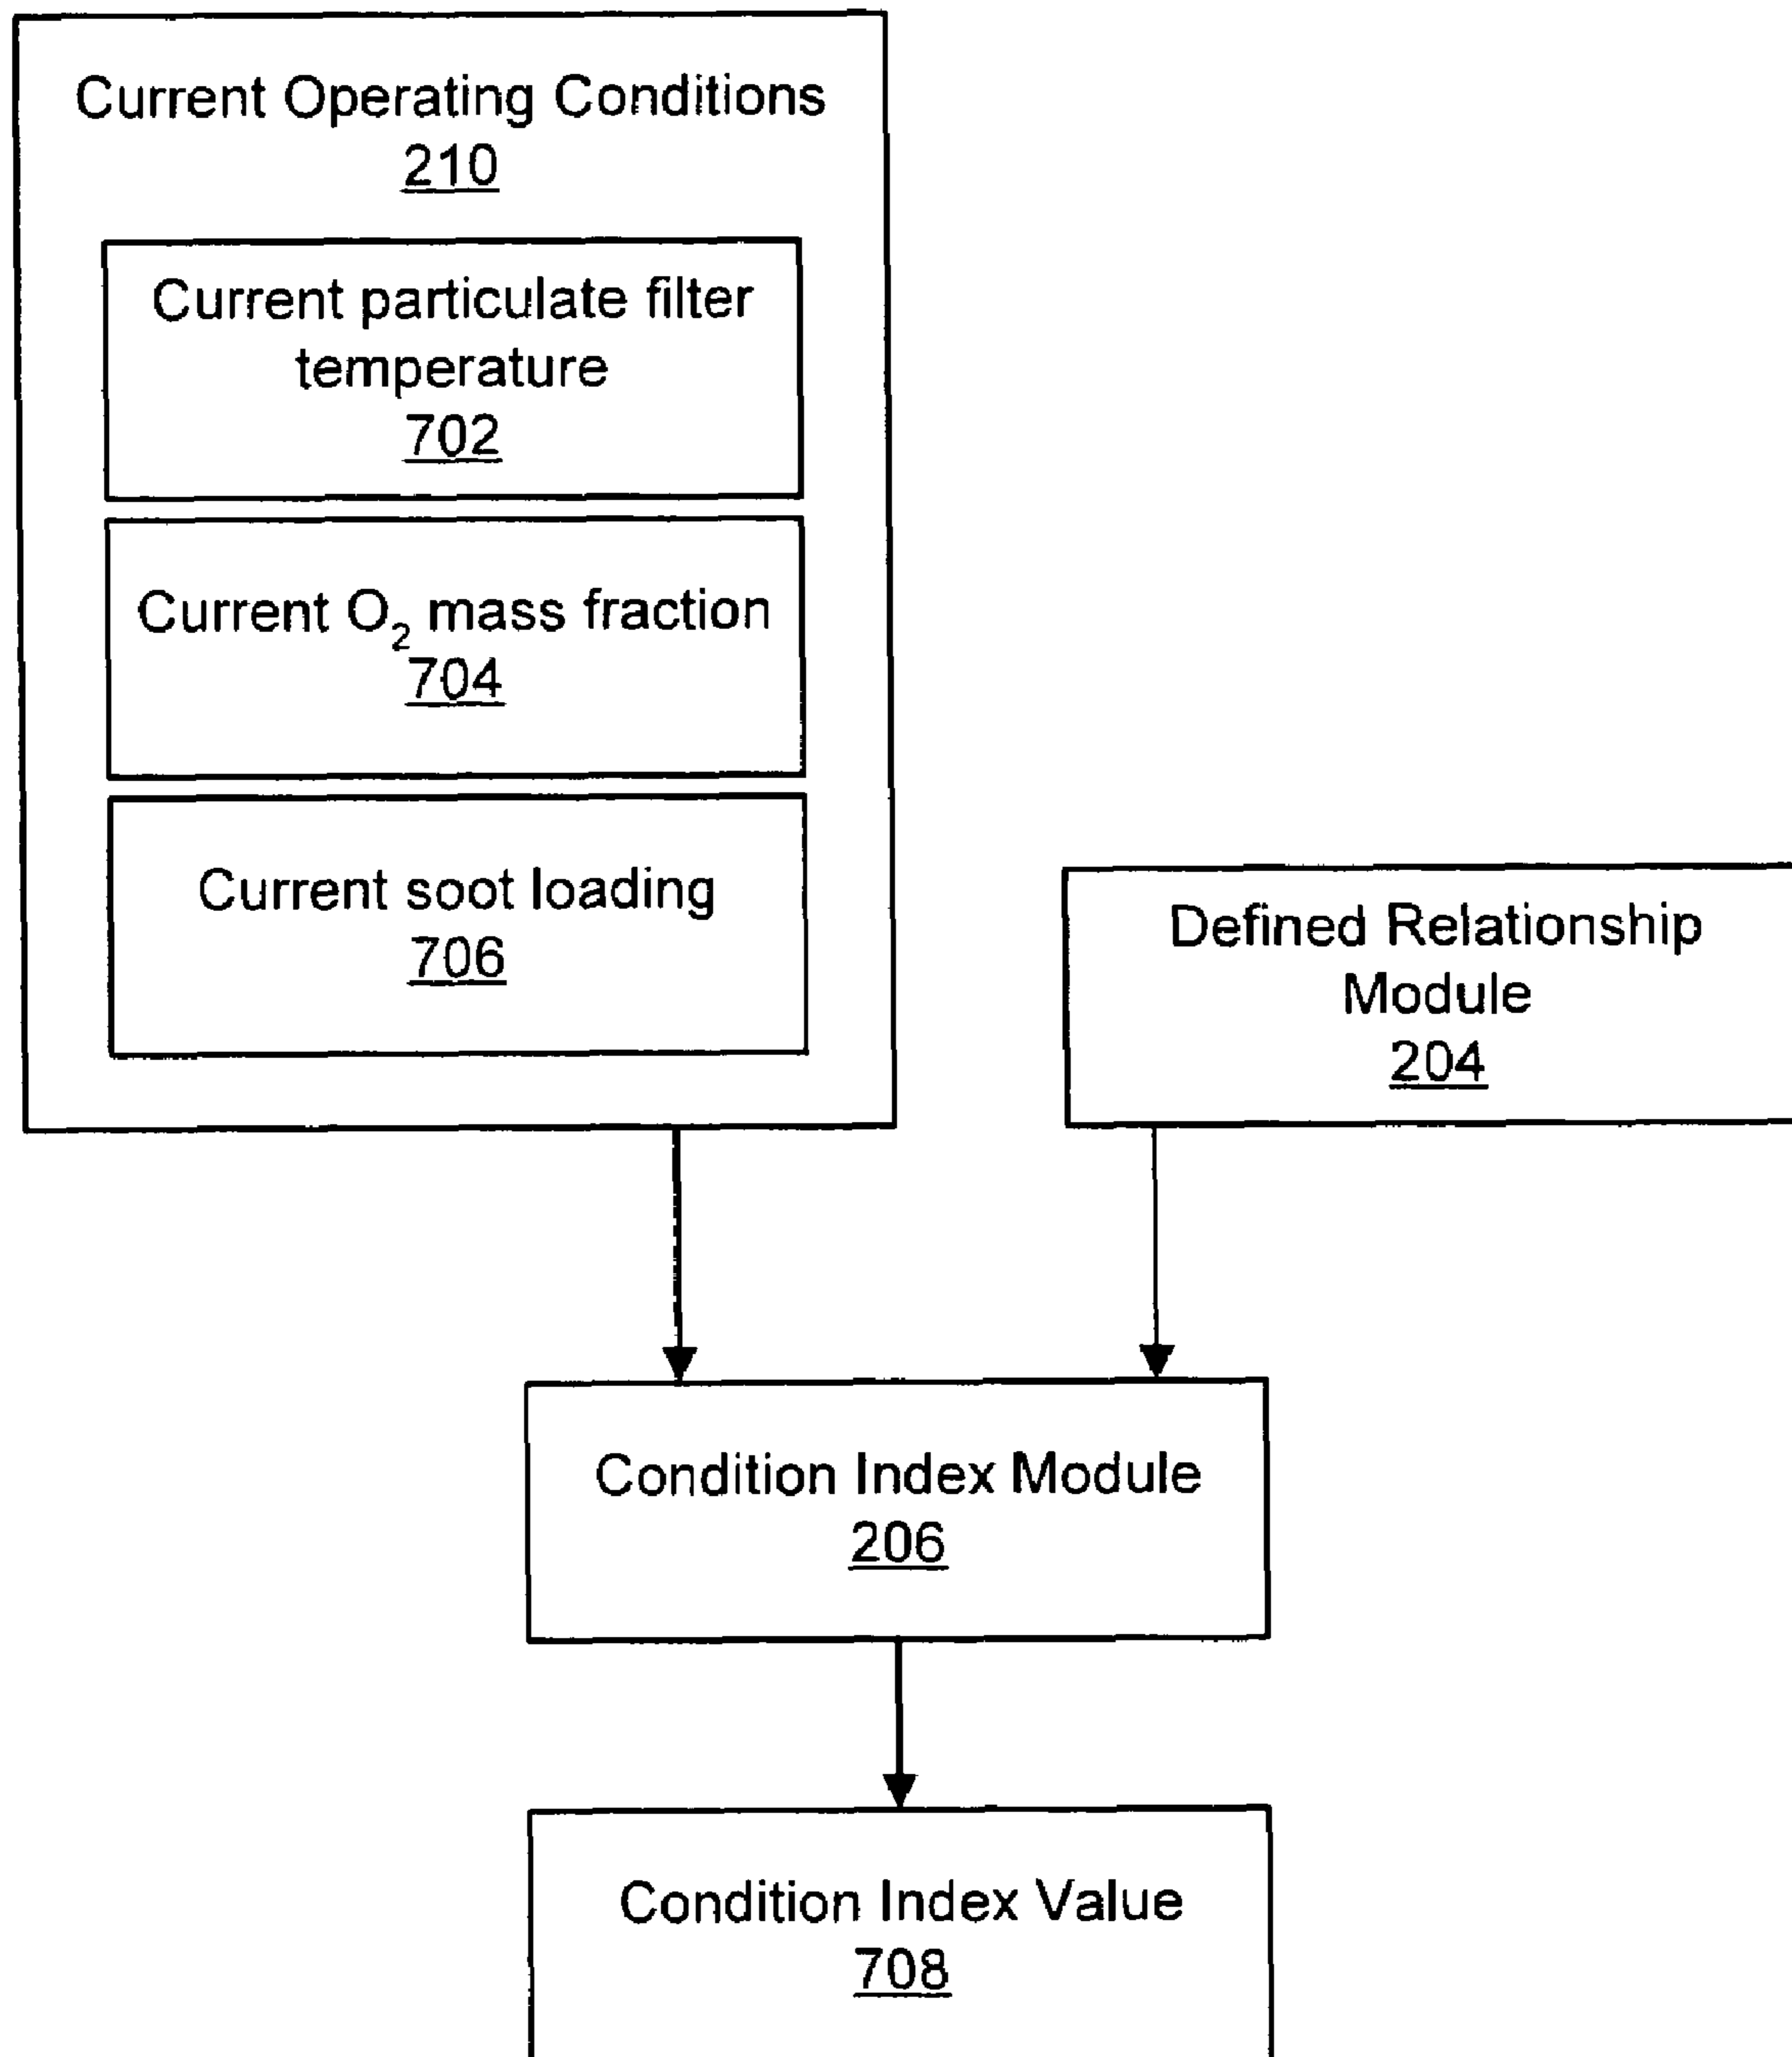 Current Operating Conditions
210
Current particulate filter
temperature
702
Current O₂ mass fraction
704
Current soot loading
706
Defined Relationship
Module
204
Condition Index Module
206
Condition Index Value
708